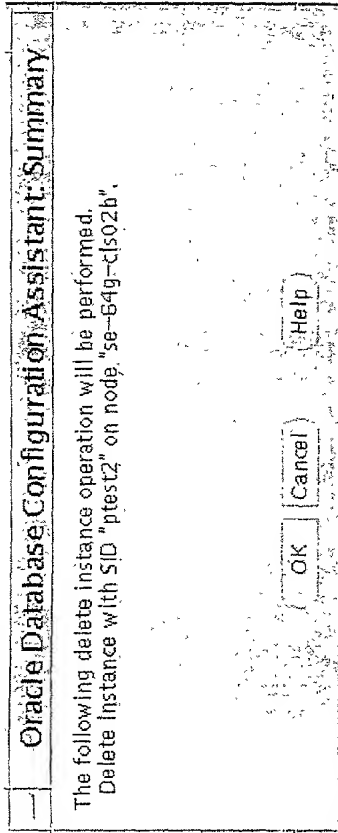 Oracle Database Configuration Assistant: Summary
The following delete instance operation will be performed.
Delete Instance with SID "ptest2" on node "se-64g-cls02b".
OK Cancel Help